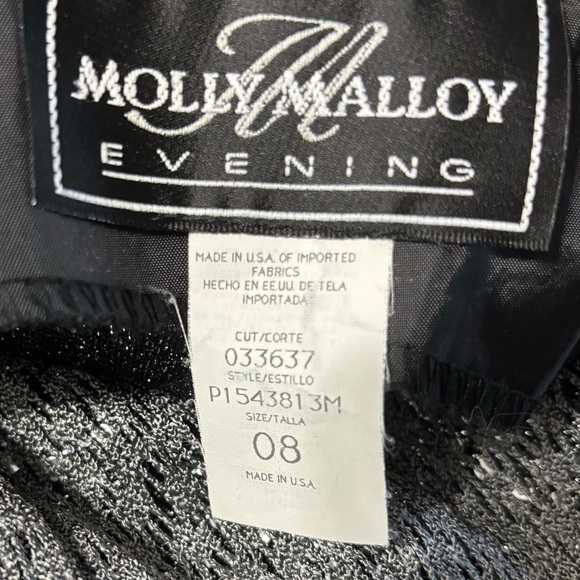 M
MOLLY MALLOY
EVENING
MADE IN U.S.A. OF IMPORTED
FABRICS
HECHO EN EE.UU. DE TELA
IMPORTADA
CUT/CORTE
033637
STYLE/ESTILLO
P1543813M
SIZE/TALLA
08
MADE IN U.S.A.